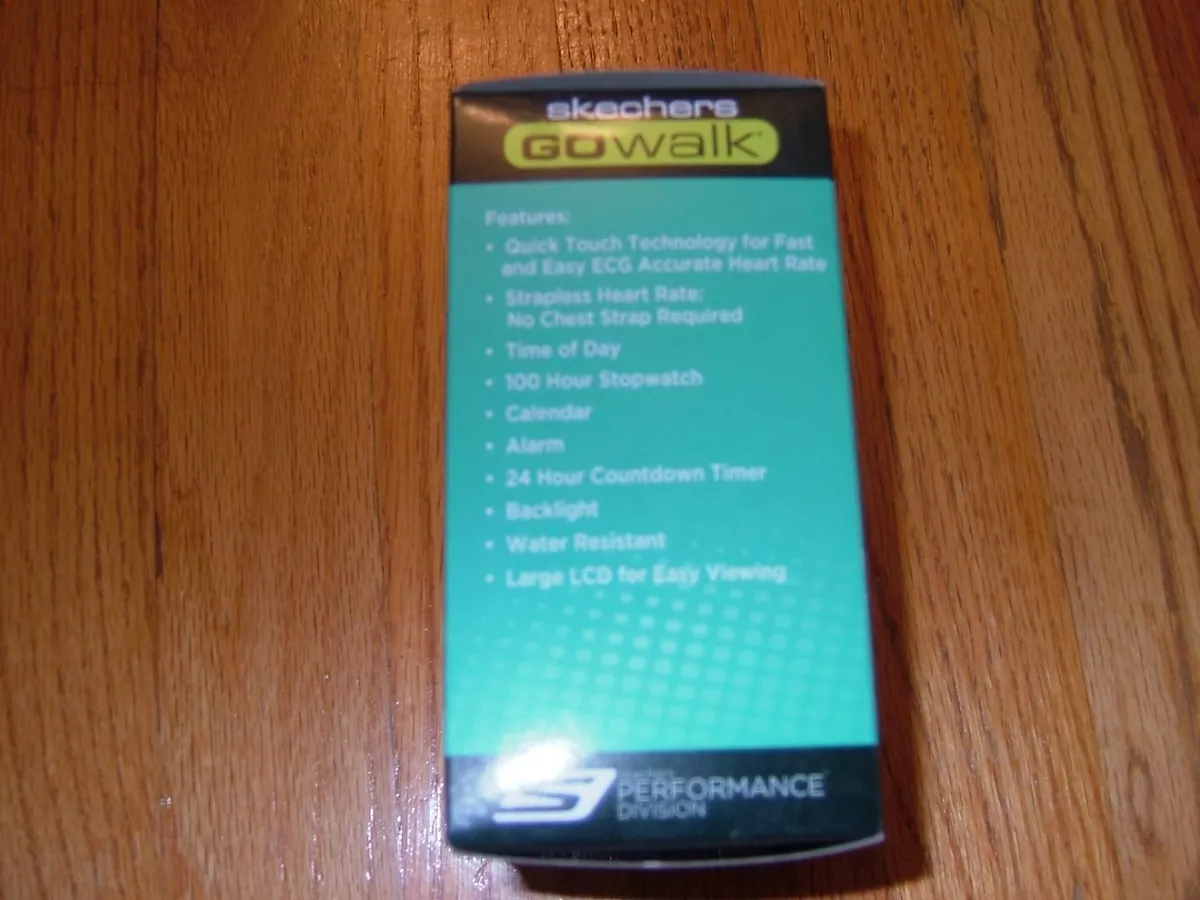 skechers
GOwalk
Features:
• Quick Touch Technology for Fast
and Easy ECG Accurate Heart Rate
• Strapless Heart Rate:
No Chest Strap Required
• Time of Day
• 100 Hour Stopwatch
• Calendar
• Alarm
• 24 Hour Countdown Timer
• Backlight
• Water Resistant
• Large LCD for Easy Viewing
PERFORMANCE
DIVISION